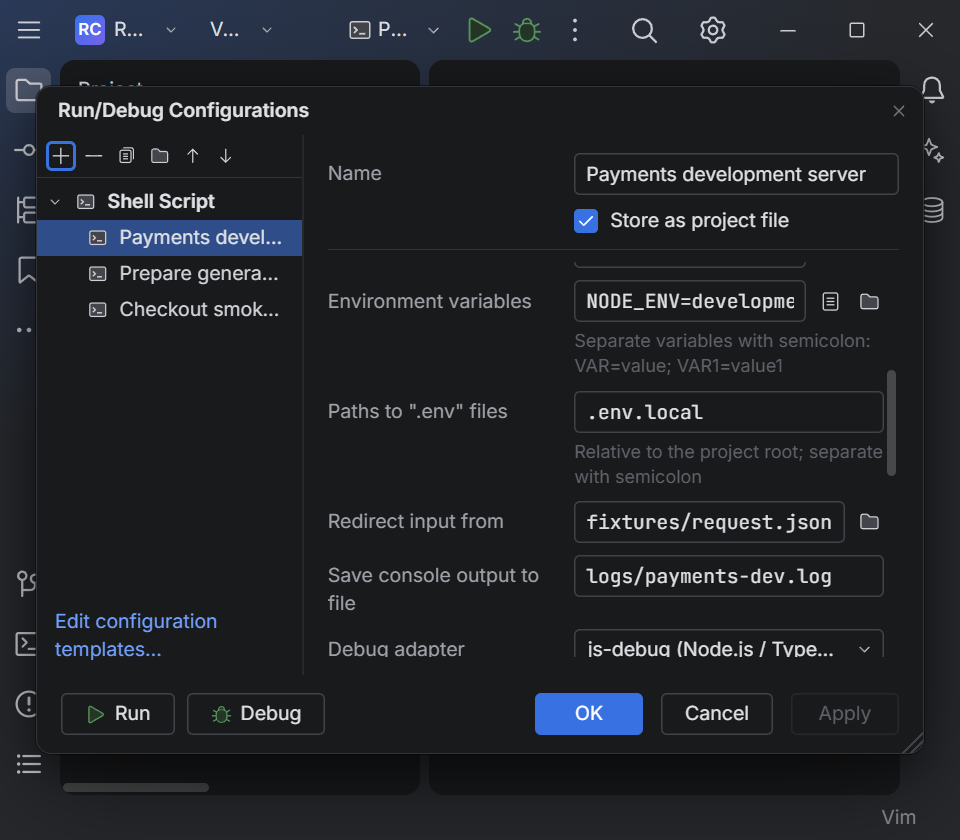 RC R... V... P...
Run/Debug Configurations
Shell Script
Payments devel...
Prepare genera...
Checkout smok...
Edit configuration
templates...
Name
Payments development server
Store as project file
Environment variables
NODE_ENV=developme
Separate variables with semicolon:
VAR=value; VAR1=value1
Paths to ".env" files
.env.local
Relative to the project root; separate
with semicolon
Redirect input from
fixtures/request.json
Save console output to
file
logs/payments-dev.log
Debug adapter
js-debug (Node.js / Type...
Run
Debug
OK
Cancel
Apply
Vim